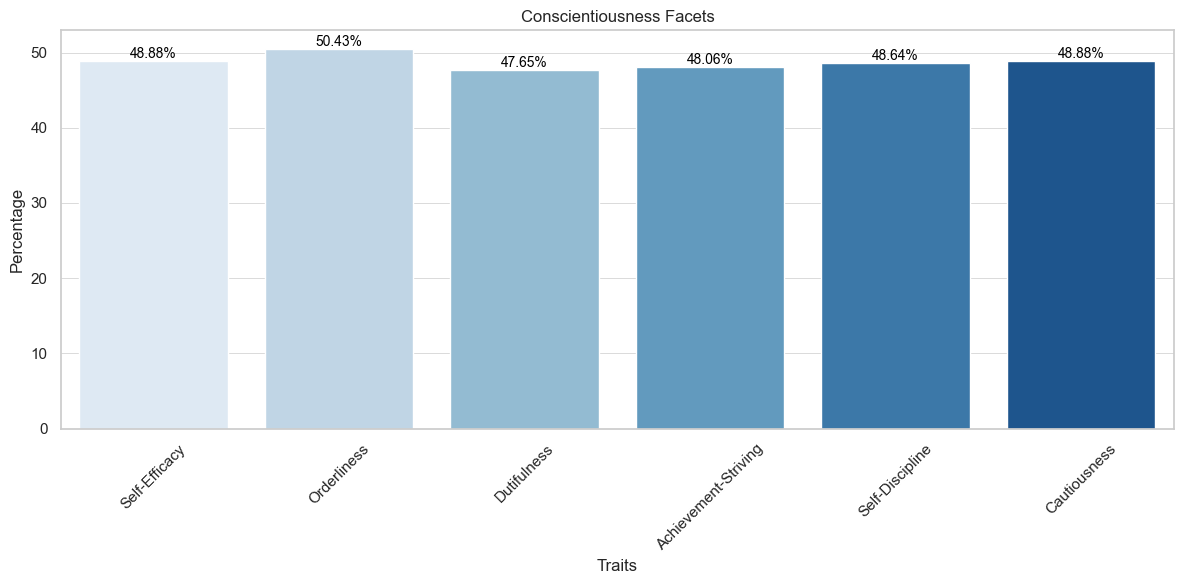 Conscientiousness Facets
Percentage
50
40
30
20
10
0
48.88%
50.43%
47.65%
48.06%
48.64%
48.88%
Self-Efficacy
Orderliness
Dutifulness
Achievement-Striving
Self-Discipline
Cautiousness
Traits